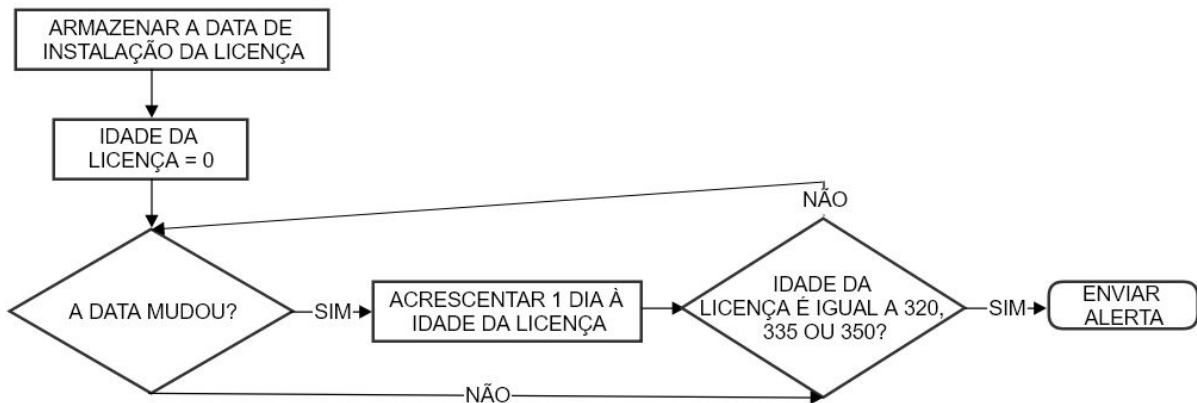 ARMAZENAR A DATA DE
INSTALAÇÃO DA LICENÇA
IDADE DA
LICENÇA = 0
NÃO
A DATA MUDOU?
SIM
ACRESCENTAR 1 DIA À
IDADE DA LICENÇA
IDADE DA
LICENÇA É IGUAL A 320,
335 OU 350?
SIM
ENVIAR
ALERTA
NÃO